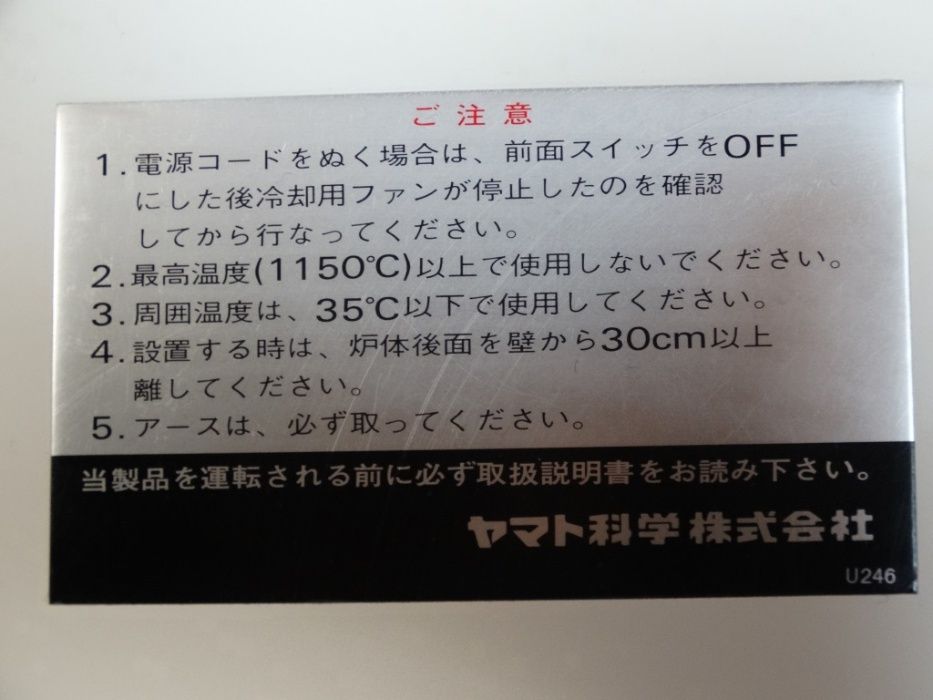 ご注意
1. 電源コードをぬく場合は、前面スイッチをOFF
にした後冷却用ファンが停止したのを確認
してから行なってください。
2. 最高温度(1150℃)以上で使用しないでください。
3. 周囲温度は、35℃以下で使用してください。
4. 設置する時は、炉体後面を壁から30cm以上
離してください。
5. アースは、必ず取ってください。
当製品を運転される前に必ず取扱説明書をお読み下さい。
ヤマト科学株式会社
U246